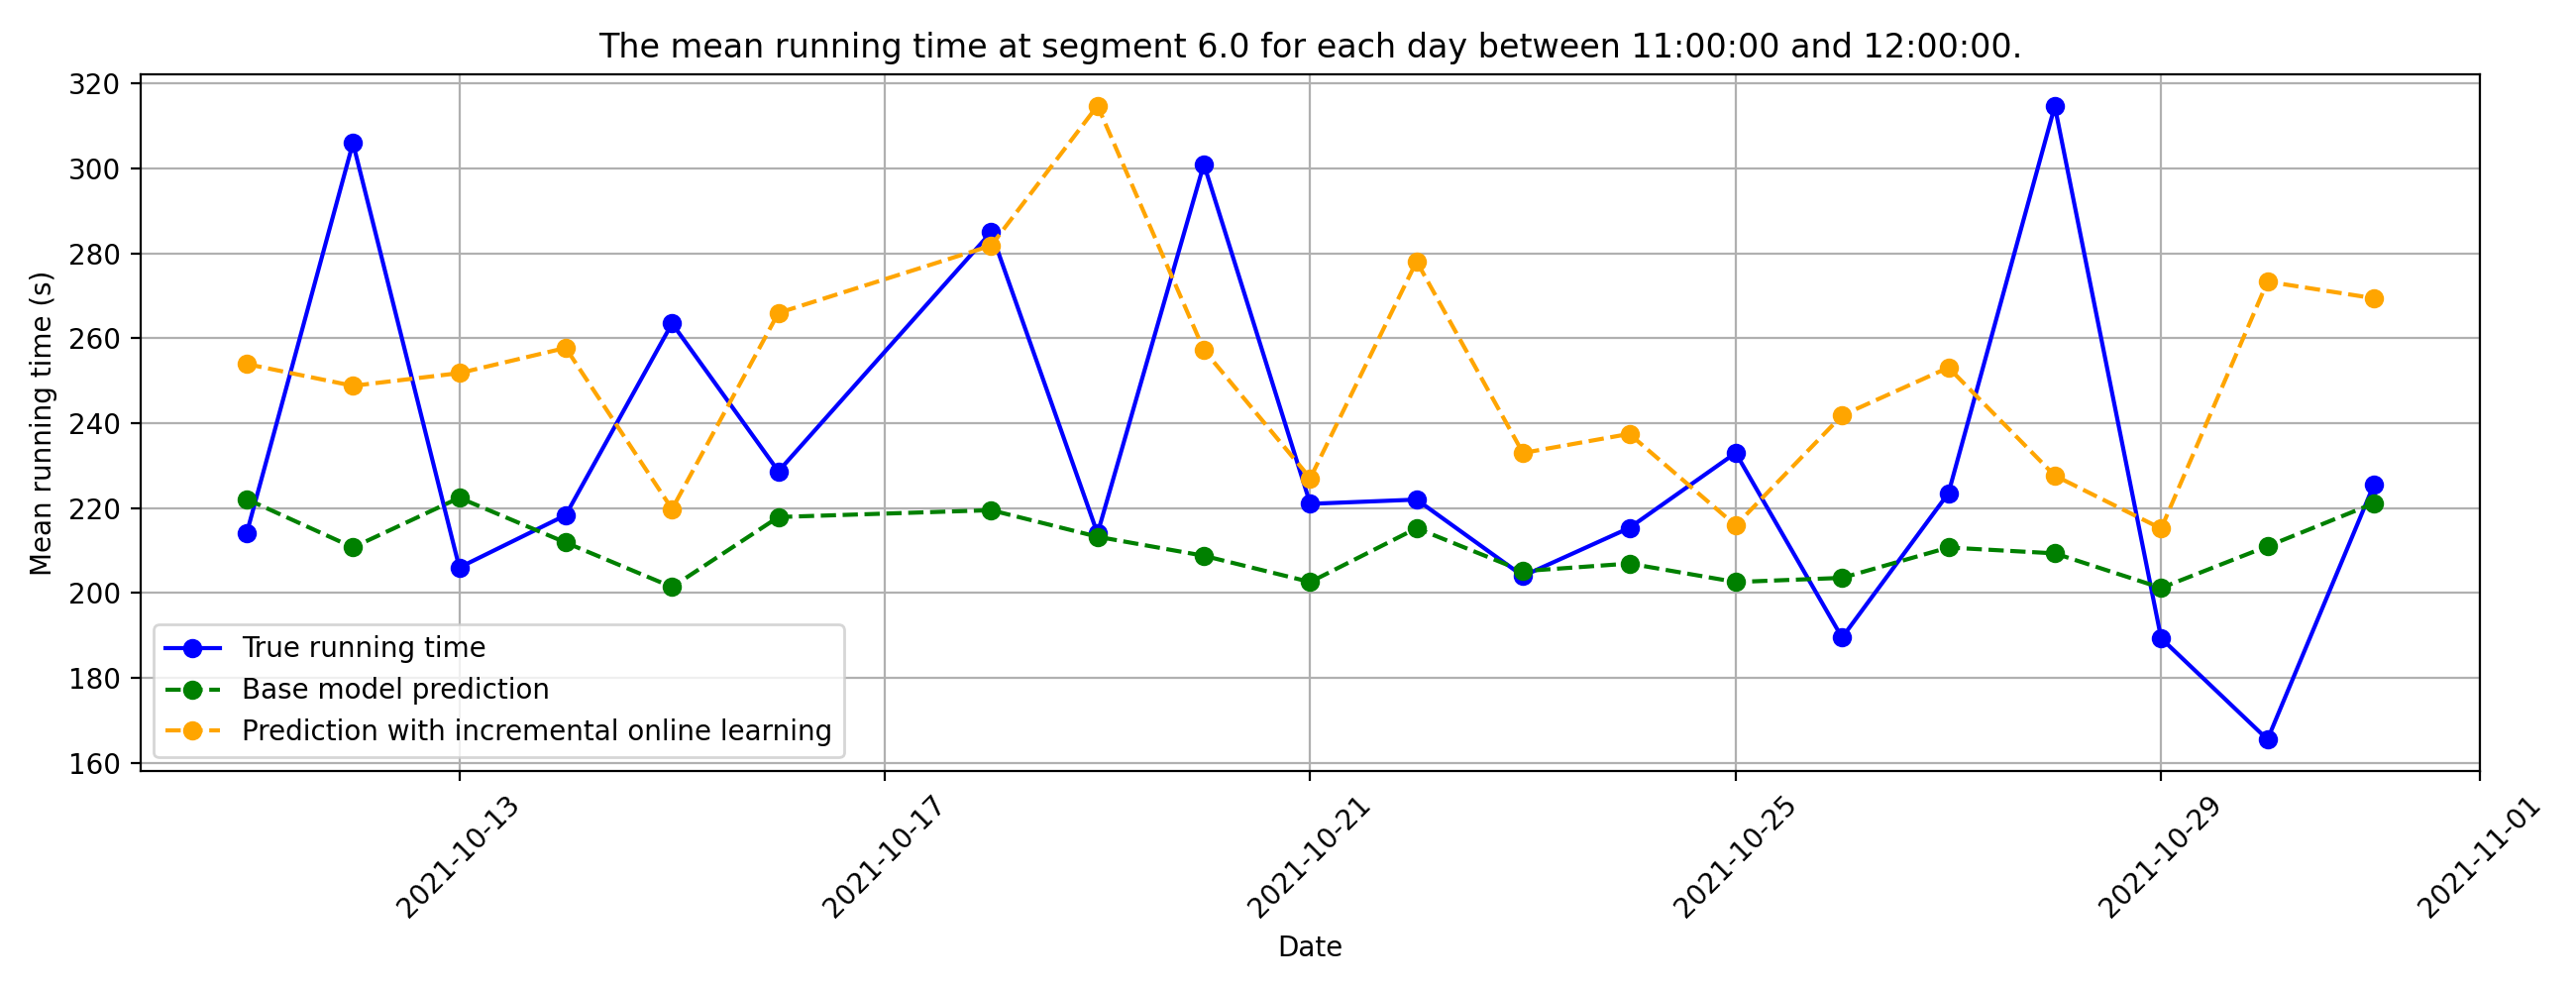 The mean running time at segment 6.0 for each day between 11:00:00 and 12:00:00.
Mean running time (s)
320
300
280
260
240
220
200
180
160
True running time
Base model prediction
Prediction with incremental online learning
2021-10-13
2021-10-17
2021-10-21
2021-10-25
2021-10-29
2021-11-01
Date